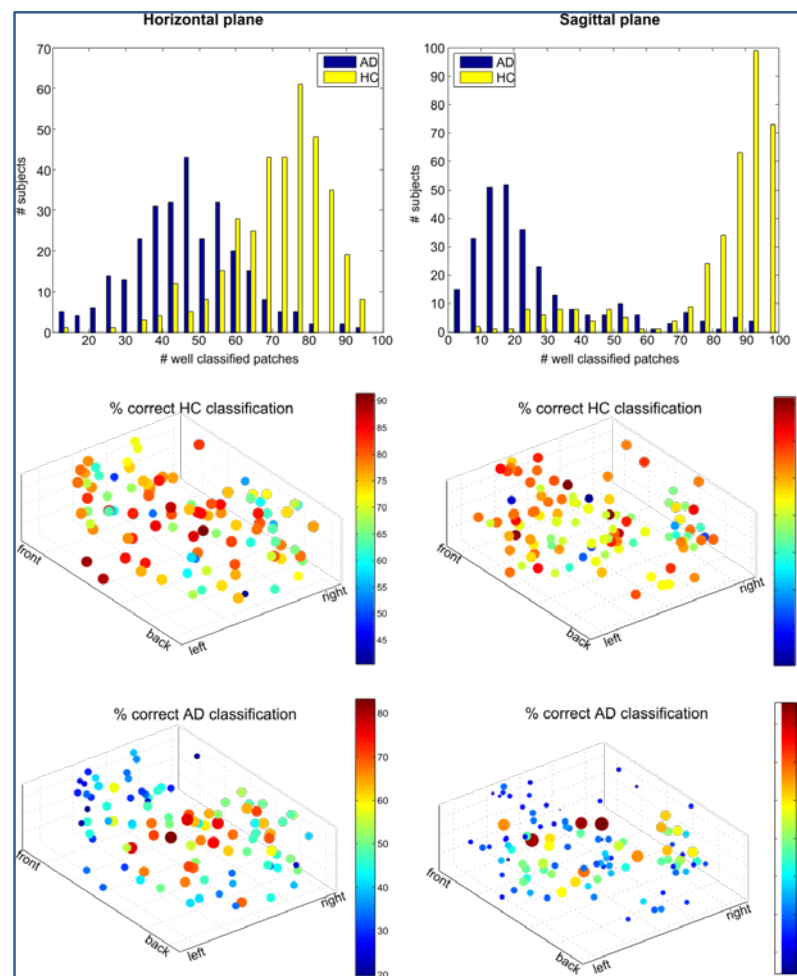 Horizontal plane
70
60
50
40
30
20
10
0
# subjects
AD
HC
20 30 40 50 60 70 80 90 100
# well classified patches
Sagittal plane
100
90
80
70
60
50
40
30
20
10
0
# subjects
AD
HC
0 10 20 30 40 50 60 70 80 90 100
# well classified patches
% correct HC classification
front
back
left
right
90
85
80
75
70
65
60
55
50
45
% correct HC classification
front
back
left
right
% correct AD classification
front
back
left
right
80
70
60
50
40
30
20
% correct AD classification
front
back
left
right